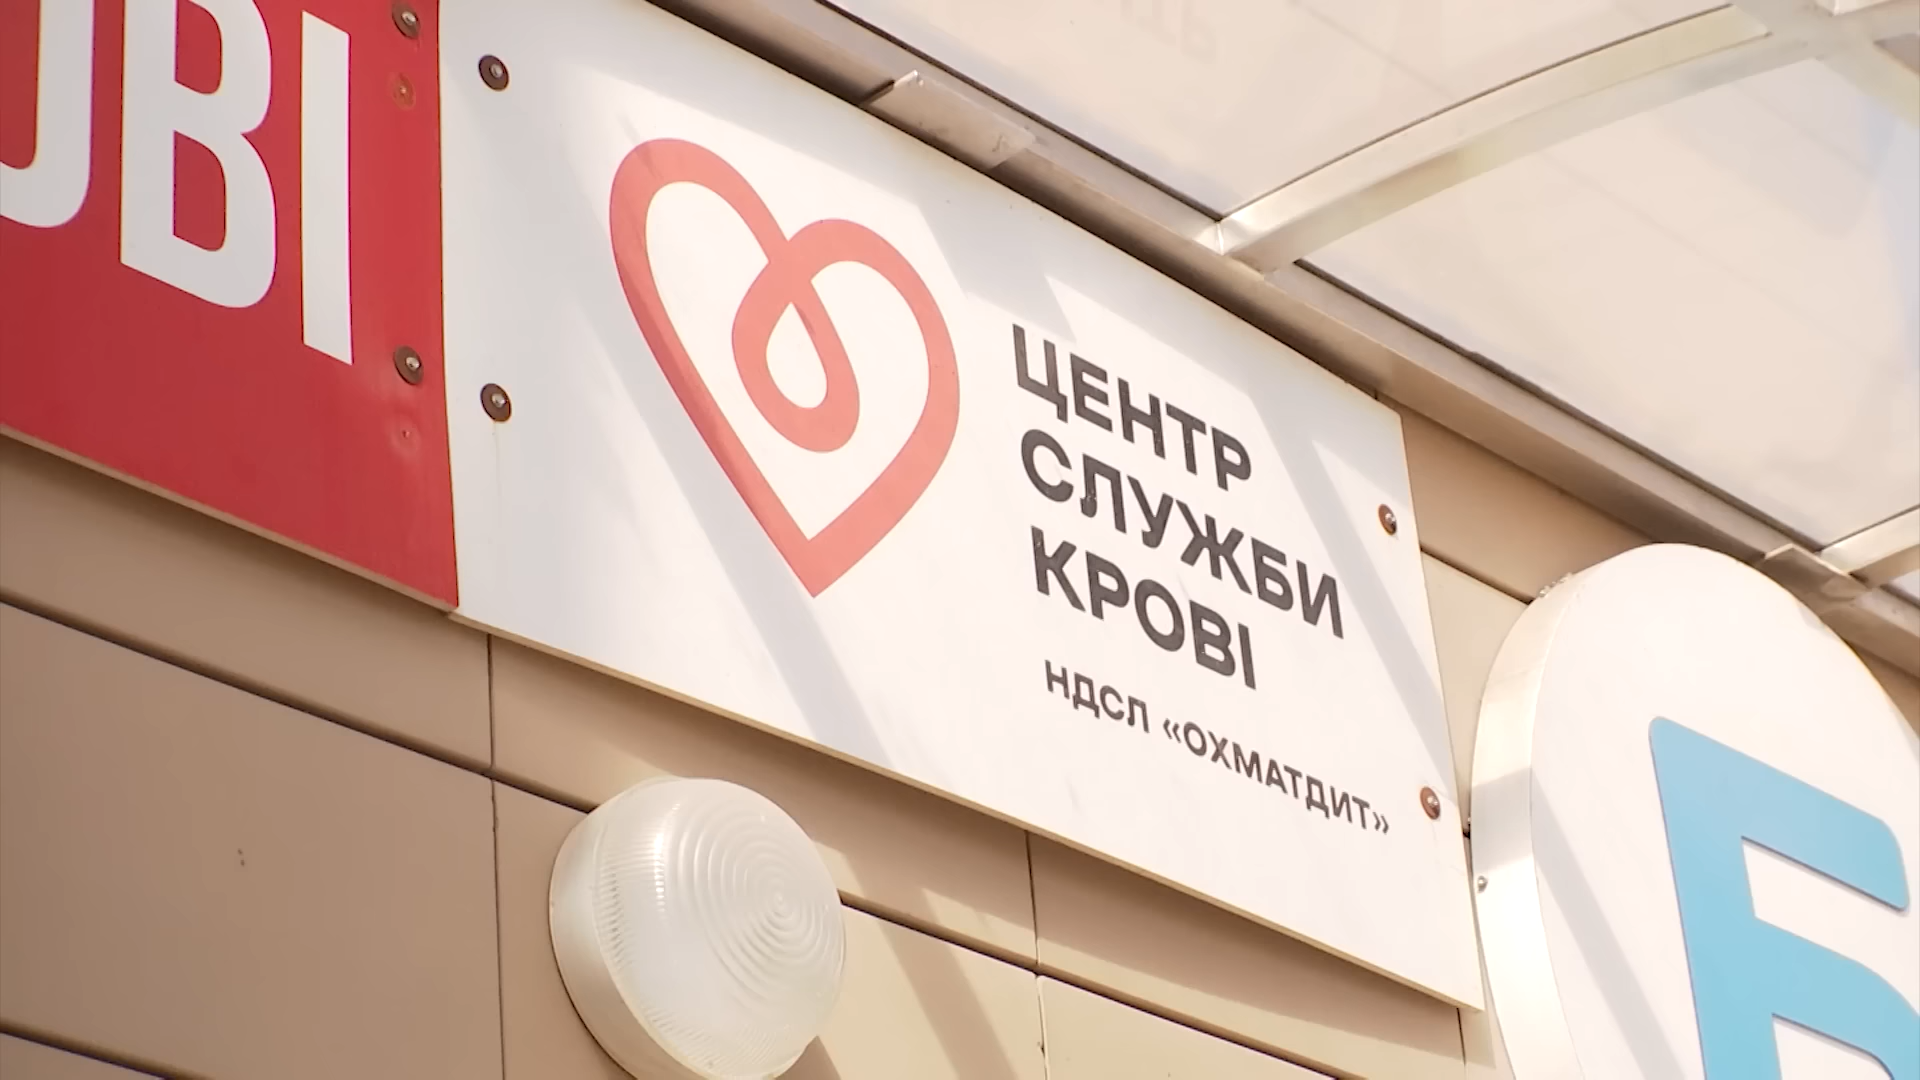 ОВІ
ЦЕНТР
СЛУЖБИ
КРОВІ
НДСЛ «ОХМАТДИТ»
Б